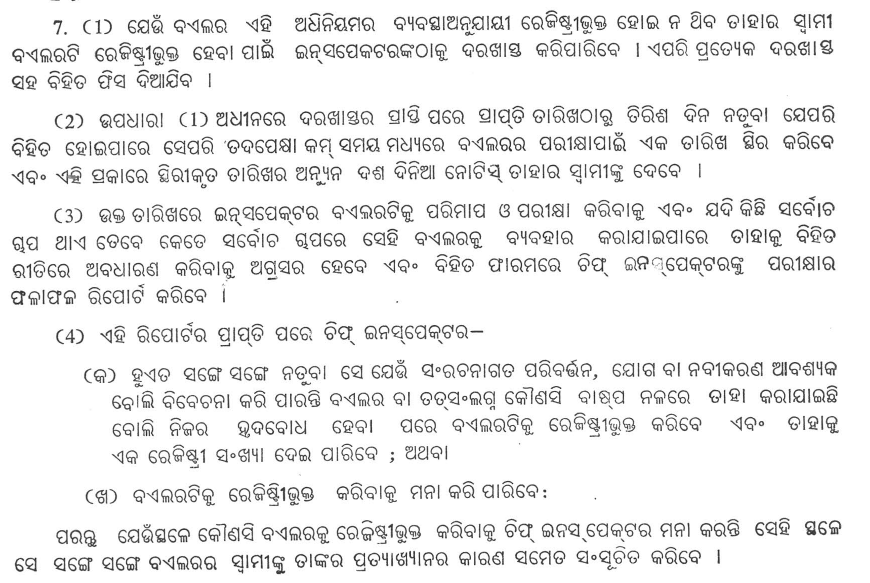 7. (1) ଯେଉଁ ବଏଲର ଏହି ଅଧିନିୟମର ବ୍ୟବସ୍ଥାଅନୁଯାୟୀ ରେଜିଷ୍ଟ୍ରୀଭୁକ୍ତ ହୋଇ ନ ଥିବ ତାହାର ସ୍ୱାମୀ
ବଏଲରଟି ରେଜିଷ୍ଟ୍ରୀଭୁକ୍ତ ହେବା ପାଇଁ ଇନ୍‌ସପେକଟରଙ୍କଠାକୁ ଦରଖାସ୍ତ କରିପାରିବେ । ଏପରି ପ୍ରତ୍ୟେକ ଦରଖାସ୍ତ
ସହ ବିହିତ ଫିସ ଦିଆଯିବ ।
(2) ଉପଧାରା (1) ଅଧୀନରେ ଦରଖାସ୍ତର ପ୍ରାପ୍ତି ପରେ ପ୍ରାପ୍‌ତି ତାରିଖଠାରୁ ତିରିଶ ଦିନ ନତୁବା ଯେପରି
ବିହିତ ହୋଇପାରେ ସେପରି ତଦପେକ୍ଷା କମ୍ ସମୟ ମଧ୍ୟରେ ବଏଲରର ପରୀକ୍ଷାପାଇଁ ଏକ ତାରିଖ ସ୍ଥିର କରିବେ
ଏବଂ ଏହି ପ୍ରକାରେ ସ୍ଥିରୀକୃତ ତାରିଖର ଅନ୍ୟୁନ ଦଶ ଦିନିଆ ନୋଟିସ୍ ତାହାର ସ୍ୱାମୀଙ୍କୁ ଦେବେ ।
(3) ଉକ୍ତ ତାରିଖରେ ଇନ୍‌ସପେକ୍‌ଟର ବଏଲରଟିକୁ ପରିମାପ ଓ ପରୀକ୍ଷା କରିବାକୁ ଏବଂ ଯଦି କିଛି ସର୍ବୋଚ
ଚାପ ଥାଏ ତେବେ କେତେ ସର୍ବୋଚ ଚାପରେ ସେହି ବଏଲରକୁ ବ୍ୟବହାର କରାଯାଇପାରେ ତାହାକୁ ବିହିତ
ରୀତିରେ ଅବଧାରଣ କରିବାକୁ ଅଗ୍ରସର ହେବେ ଏବଂ ବିହିତ ଫାରମରେ ଚିଫ୍ ଇନସ୍‌ପେକ୍‌ଟରଙ୍କୁ ପରୀକ୍ଷାର
ଫଳାଫଳ ରିପୋର୍ଟ କରିବେ ।
(4) ଏହି ରିପୋର୍ଟର ପ୍ରାପ୍‌ତି ପରେ ଚିଫ୍ ଇନସ୍‌ପେକ୍‌ଟର—
(କ) ହୁଏତ ସଙ୍ଗେ ସଙ୍ଗେ ନତୁବା ସେ ଯେଉଁ ସଂରଚନାଗତ ପରିବର୍ତ୍ତନ, ଯୋଗ ବା ନବୀକରଣ ଆବଶ୍ୟକ
ବୋଲି ବିବେଚନା କରି ପାରନ୍ତି ବଏଲର ବା ତତ୍‌ସଂଲଗ୍ନ କୌଣସି ବାଷ୍ପ ନଳରେ ତାହା କରାଯାଇଛି
ବୋଲି ନିଜର ହୃଦବୋଧ ହେବା ପରେ ବଏଲରଟିକୁ ରେଜିଷ୍ଟ୍ରୀଭୁକ୍ତ କରିବେ ଏବଂ ତାହାକୁ
ଏକ ରେଜିଷ୍ଟ୍ରୀ ସଂଖ୍ୟା ଦେଇ ପାରିବେ ; ଅଥବା
(ଖ) ବଏଲରଟିକୁ ରେଜିଷ୍ଟ୍ରୀଭୁକ୍ତ କରିବାକୁ ମନା କରି ପାରିବେ:
ପରନ୍ତୁ ଯେଉଁସ୍ଥଳେ କୌଣସି ବଏଲରକୁ ରେଜିଷ୍ଟ୍ରୀଭୁକ୍ତ କରିବାକୁ ଚିଫ୍ ଇନସ୍‌ପେକ୍‌ଟର ମନା କରନ୍ତି ସେହି ସ୍ଥଳେ
ସେ ସଙ୍ଗେ ସଙ୍ଗେ ବଏଲରର ସ୍ୱାମୀଙ୍କୁ ତାଙ୍କର ପ୍ରତ୍ୟାଖ୍ୟାନର କାରଣ ସମେତ ସଂସୂଚିତ କରିବେ ।